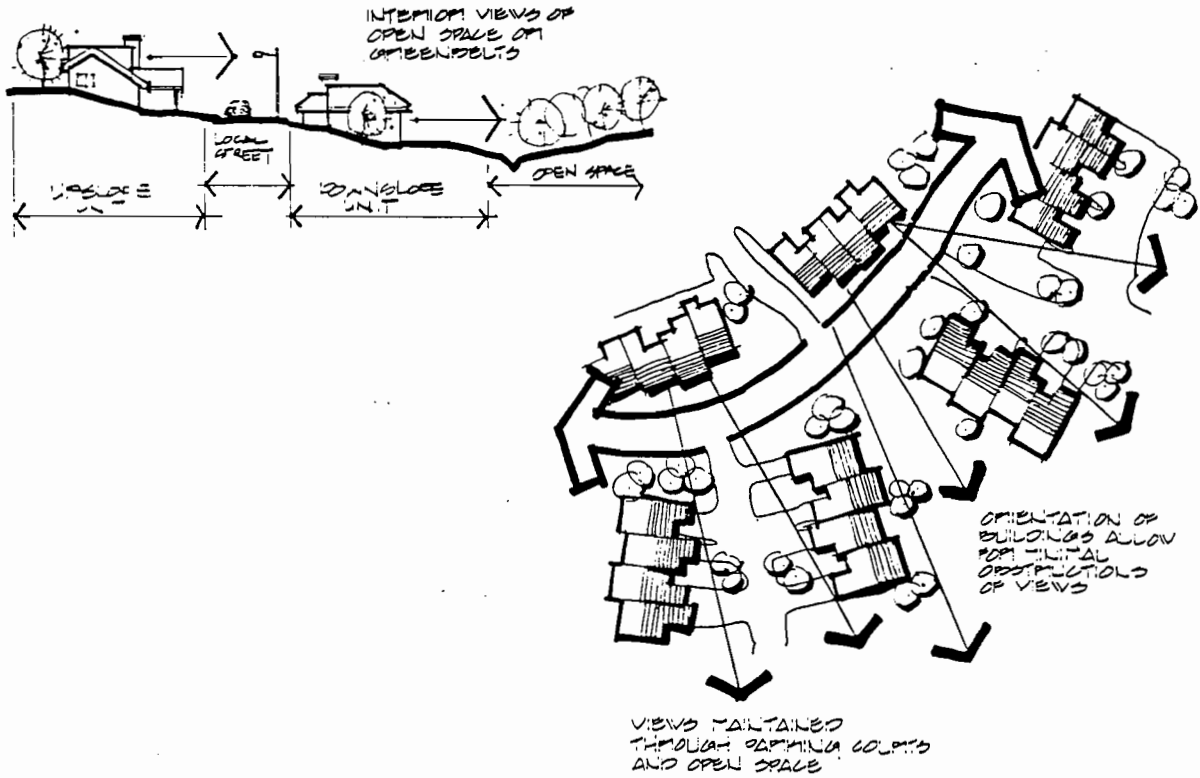 INTERIOR VIEWS OF
OPEN SPACE OR
GREENBELTS
LOCAL
STREET
UPSLOPE
UNIT
DOWNSLOPE
UNIT
OPEN SPACE
ORIENTATION OF
BUILDINGS ALLOW
FOR MINIMAL
OBSTRUCTIONS
OF VIEWS
VIEWS MAINTAINED
THROUGH PARKING COURTS
AND OPEN SPACE